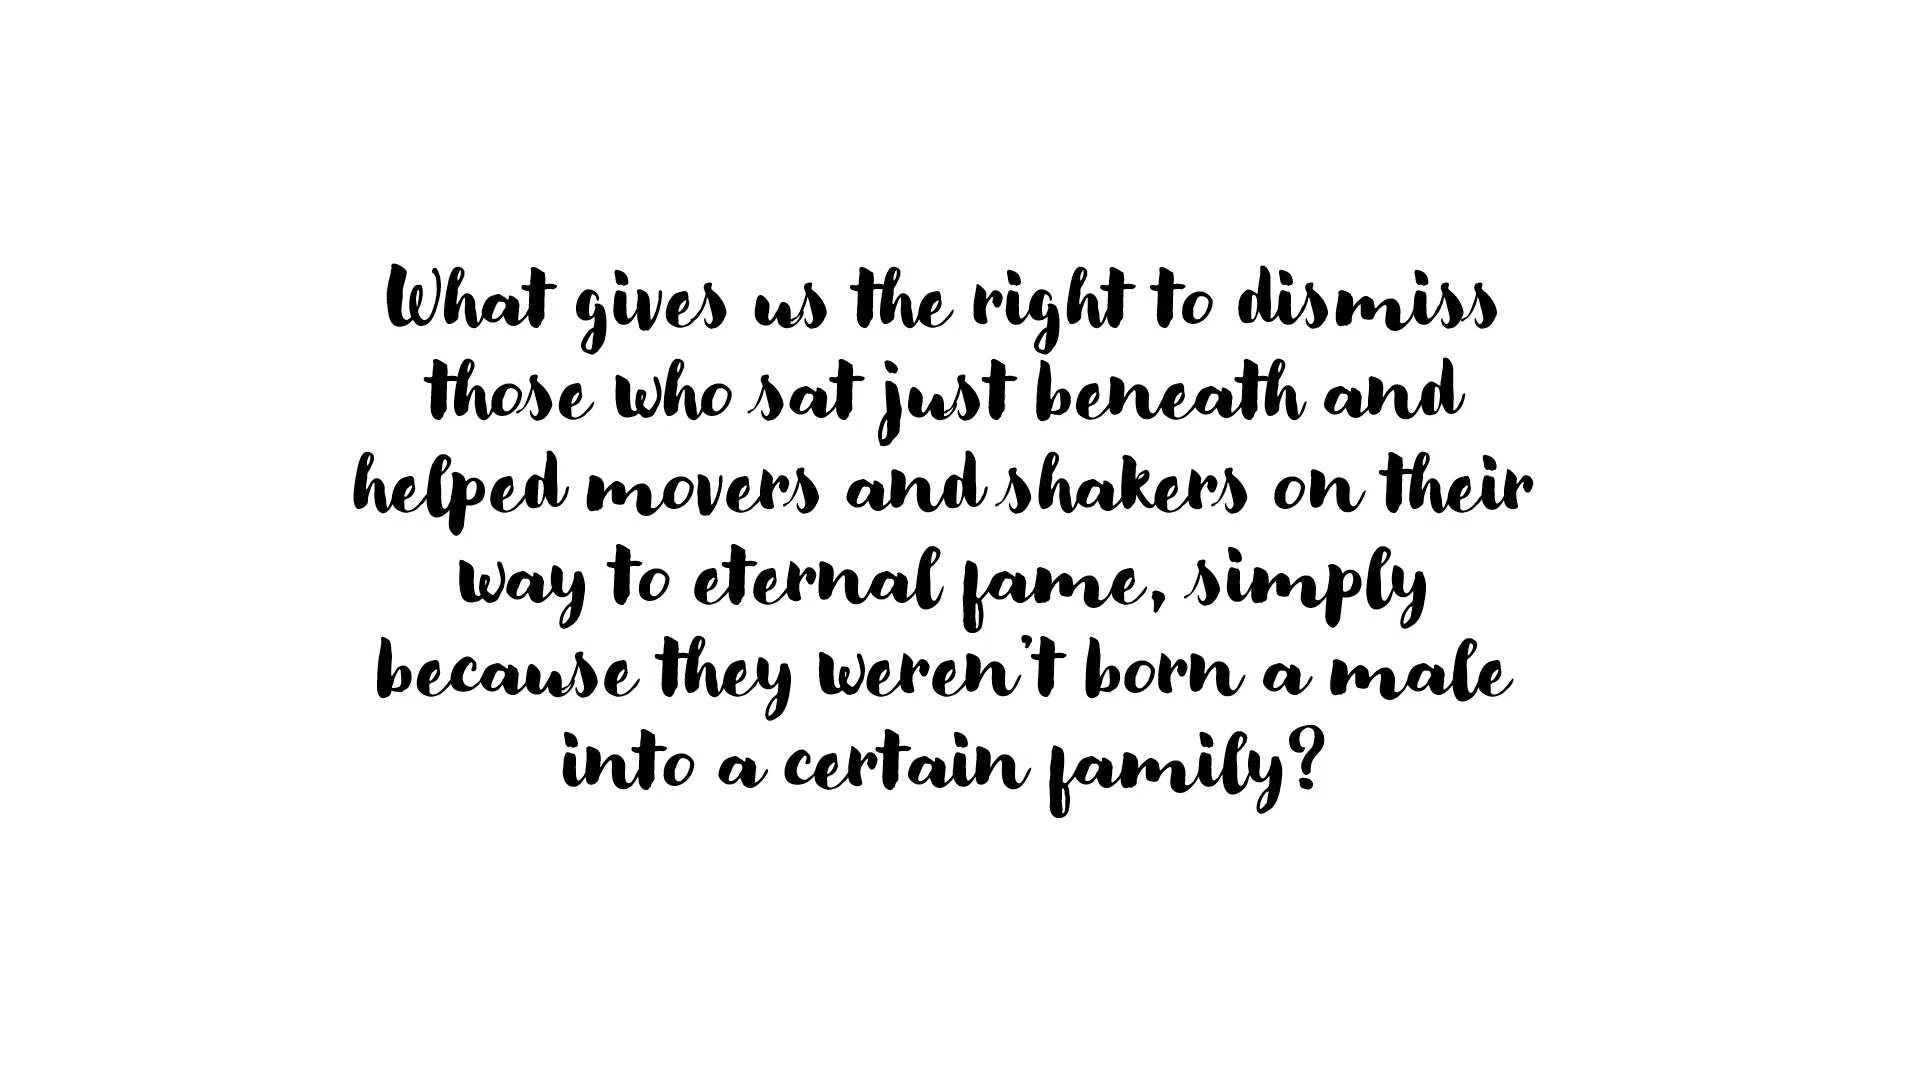 What gives us the right to dismiss
those who sat just beneath and
helped movers and shakers on their
way to eternal fame, simply
because they weren't born a male
into a certain family?